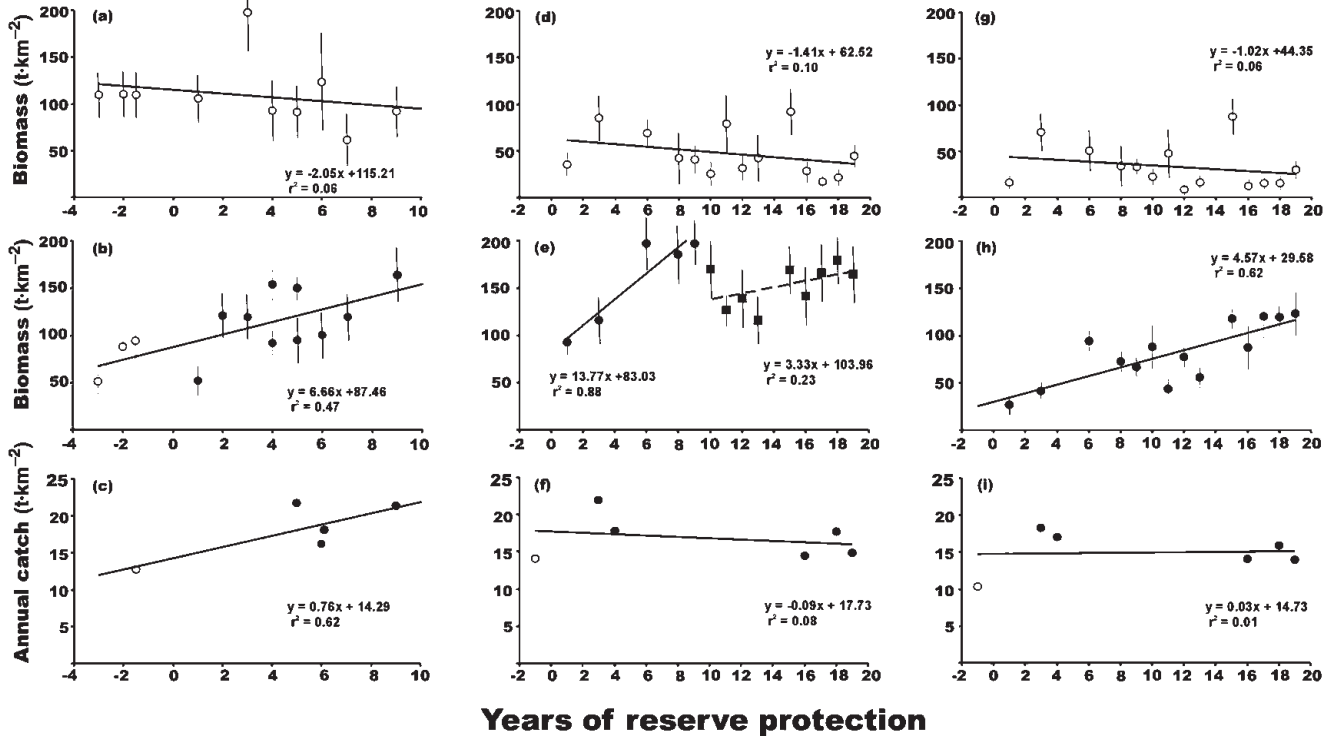 Biomass (t·km⁻²)
200
150
100
50
(a)
y = -2.05x +115.21
r² = 0.06
-4 -2 0 2 4 6 8 10
200
150
100
50
(d)
y = -1.41x + 62.52
r² = 0.10
-2 0 2 4 6 8 10 12 14 16 18 20
200
150
100
50
(g)
y = -1.02x +44.35
r² = 0.06
-2 0 2 4 6 8 10 12 14 16 18 20
Biomass (t·km⁻²)
200
150
100
50
(b)
y = 6.66x +87.46
r² = 0.47
-4 -2 0 2 4 6 8 10
200
150
100
50
(e)
y = 13.77x +83.03
r² = 0.88
y = 3.33x + 103.96
r² = 0.23
-2 0 2 4 6 8 10 12 14 16 18 20
200
150
100
50
(h)
y = 4.57x + 29.58
r² = 0.62
-2 0 2 4 6 8 10 12 14 16 18 20
Annual catch (t·km⁻²)
25
20
15
10
5
(c)
y = 0.76x + 14.29
r² = 0.62
-4 -2 0 2 4 6 8 10
25
20
15
10
5
(f)
y = -0.09x + 17.73
r² = 0.08
-2 0 2 4 6 8 10 12 14 16 18 20
25
20
15
10
5
(i)
y = 0.03x + 14.73
r² = 0.01
-2 0 2 4 6 8 10 12 14 16 18 20
Years of reserve protection